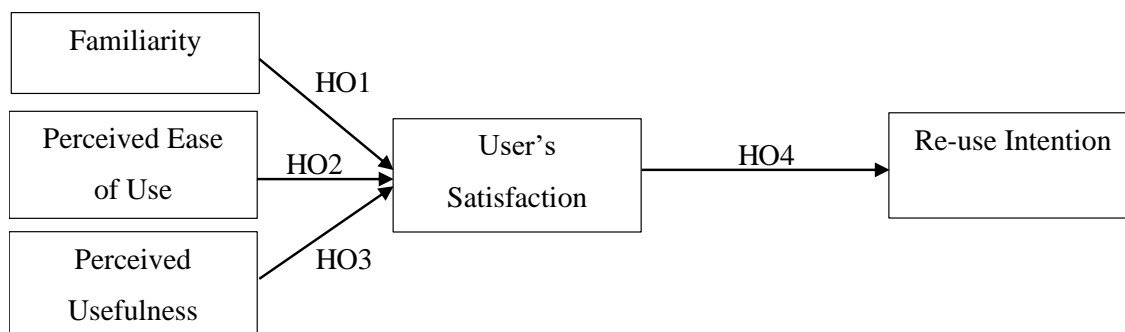 Familiarity
HO1
Perceived Ease
of Use
HO2
Perceived
Usefulness
HO3
User’s
Satisfaction
HO4
Re-use Intention